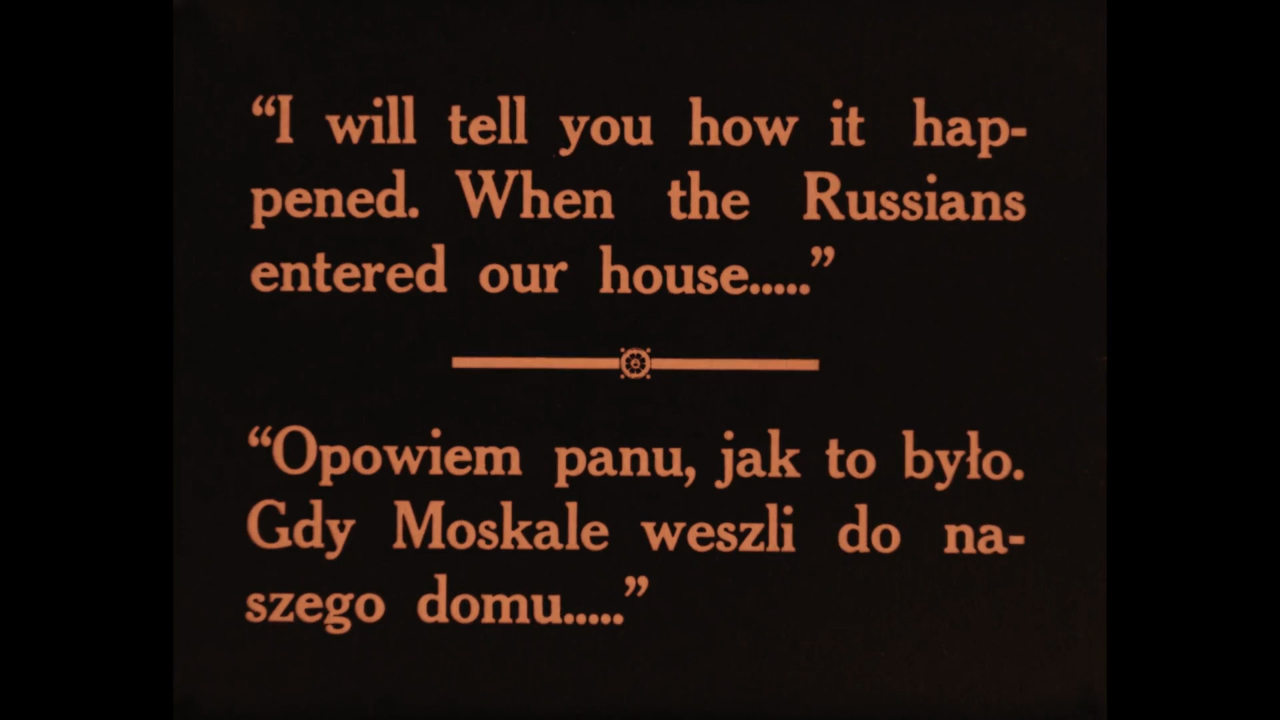 “I will tell you how it hap-
pened. When the Russians
entered our house.....”
“Opowiem panu, jak to było.
Gdy Moskale weszli do na-
szego domu.....”